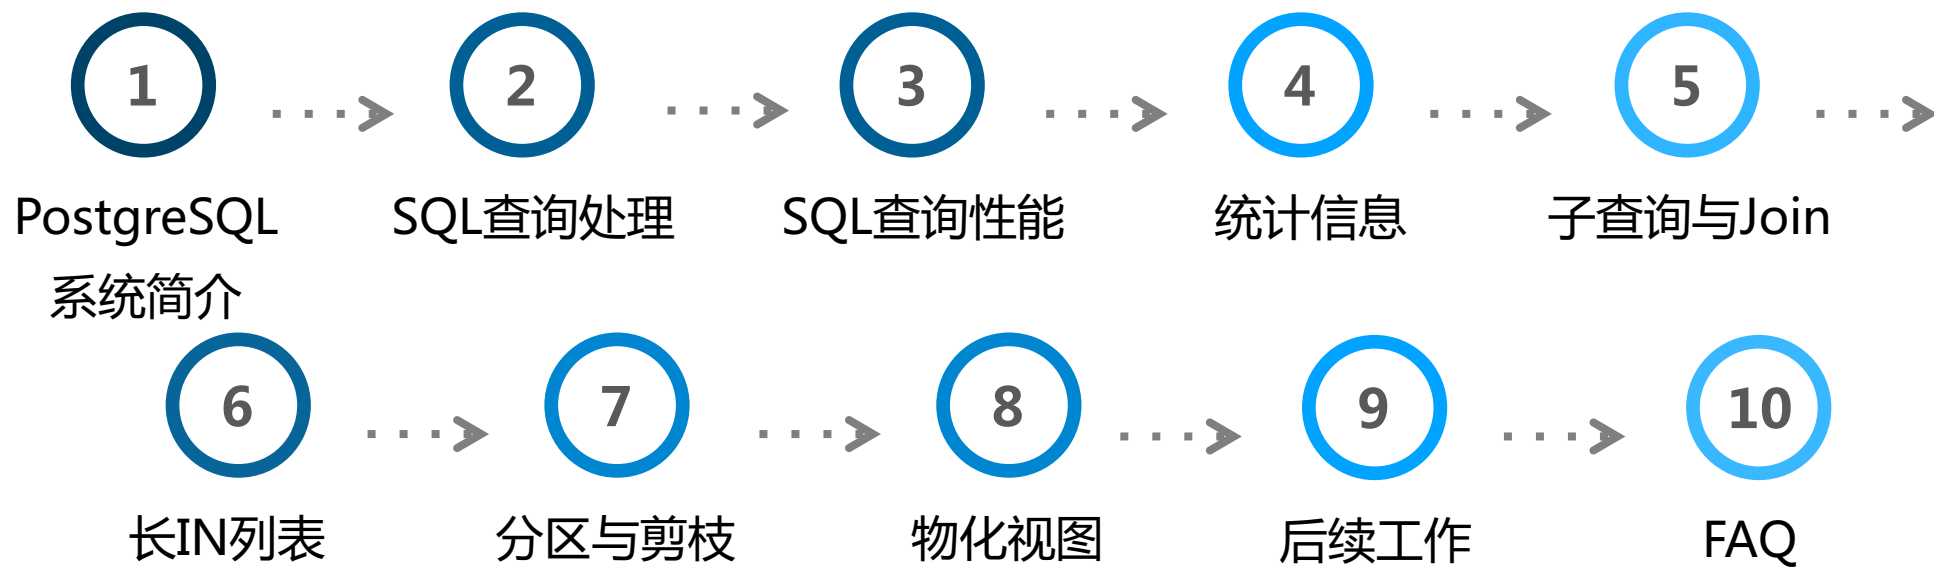 1
2
3
4
5
PostgreSQL
系统简介
SQL查询处理
SQL查询性能
统计信息
子查询与Join
6
7
8
9
10
长IN列表
分区与剪枝
物化视图
后续工作
FAQ